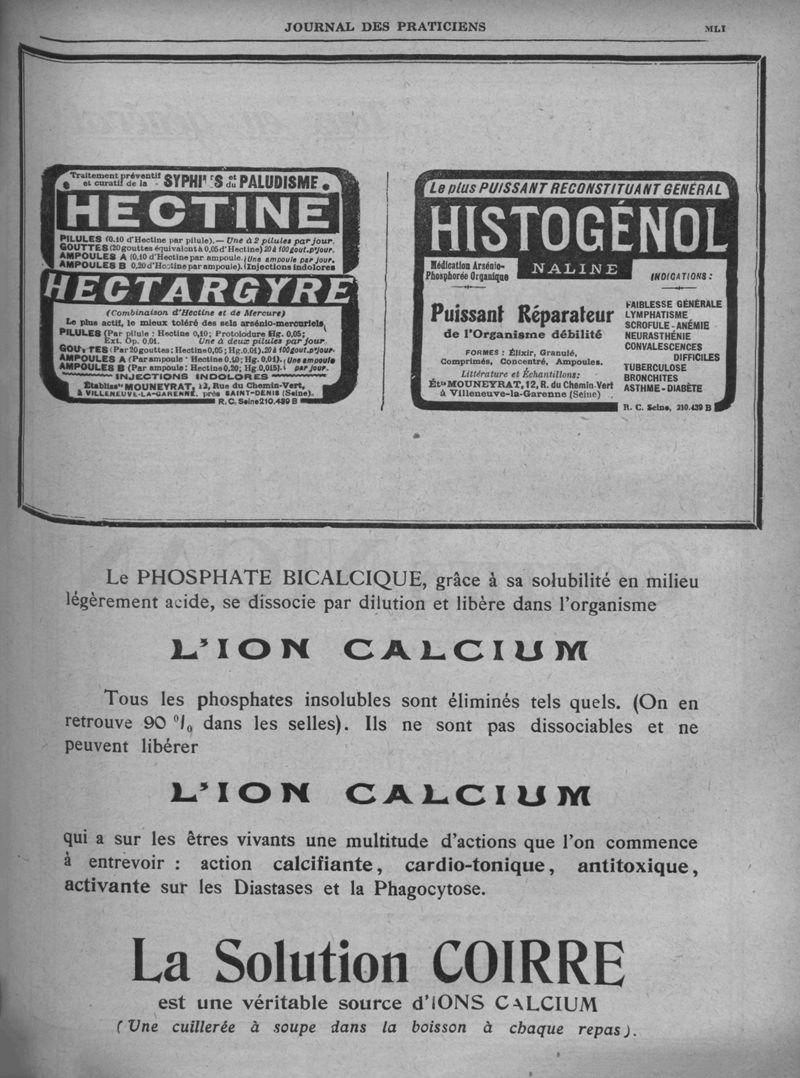 JOURNAL DES PRATICIENS
MLI
Traitement préventif
et curatif de la - SYPHI S et du PALUDISME
HECTINE
PILULES (0.10 d'Hectine par pilule).— Une à 2 pilules par jour.
GOUTTES (20 gouttes équivalent à 0,05 d'Hectine) 20 à 100 gout. p' jour.
AMPOULES A (0,10 d'Hectine par ampoule.) Une ampoule par jour.
AMPOULES B 0,20 d'Hectine par ampoule). Injections indolores
HECTARGYRE
(Combinaison d'Hectine et de Mercure)
Le plus actif, le mieux toléré des sels arsénio-mercuriels
PILULES (Par pilule : Hectine 0,10; Protoiodure Hg. 0,05;
Ext. Op. 0.01. Une à deux pilules par jour
GOUTTES (Par 20 gouttes: Hectine 0,05; Hg. 0.01). 20 à 100 gout. p' jour.
AMPOULES A (Par ampoule · Hectine 0,10; Hg. 0,01). Une ampoule
AMPOULES B (Par ampoule: Hectine 0,20; Hg. 0,015). par jour.
INJECTIONS INDOLORES
Établiss ts MOUNEYRAT, 12, Rue du Chemin-Vert,
à VILLENEUVE-LA-GARENNE, près SAINT-DENIS (Seine).
R. C. Seine 210.439 B
Le plus PUISSANT RECONSTITUANT GÉNÉRAL
HISTOGÉNOL
Médication Arsénio-
Phosphorée Organique
NALINE
Puissant Réparateur
de l'Organisme débilité
FORMES : Élixir, Granulé,
Comprimés, Concentré, Ampoules.
Littérature et Échantillons:
Ét ts MOUNEYRAT, 12, R. du Chemin-Vert
à Villeneuve-la-Garenne (Seine)
INDICATIONS :
FAIBLESSE GÉNÉRALE
LYMPHATISME
SCROFULE - ANÉMIE
NEURASTHÉNIE
CONVALESCENCES
DIFFICILES
TUBERCULOSE
BRONCHITES
ASTHME - DIABÈTE
R. C. Seine, 210.439 B
Le PHOSPHATE BICALCIQUE, grâce à sa solubilité en milieu
légèrement acide, se dissocie par dilution et libère dans l'organisme
L'ION CALCIUM
Tous les phosphates insolubles sont éliminés tels quels. (On en
retrouve 90 % dans les selles). Ils ne sont pas dissociables et ne
peuvent libérer
L'ION CALCIUM
qui a sur les êtres vivants une multitude d'actions que l'on commence
à entrevoir : action calcifiante, cardio-tonique, antitoxique,
activante sur les Diastases et la Phagocytose.
La Solution COIRRE
est une véritable source d'IONS CALCIUM
(Une cuillerée à soupe dans la boisson à chaque repas).